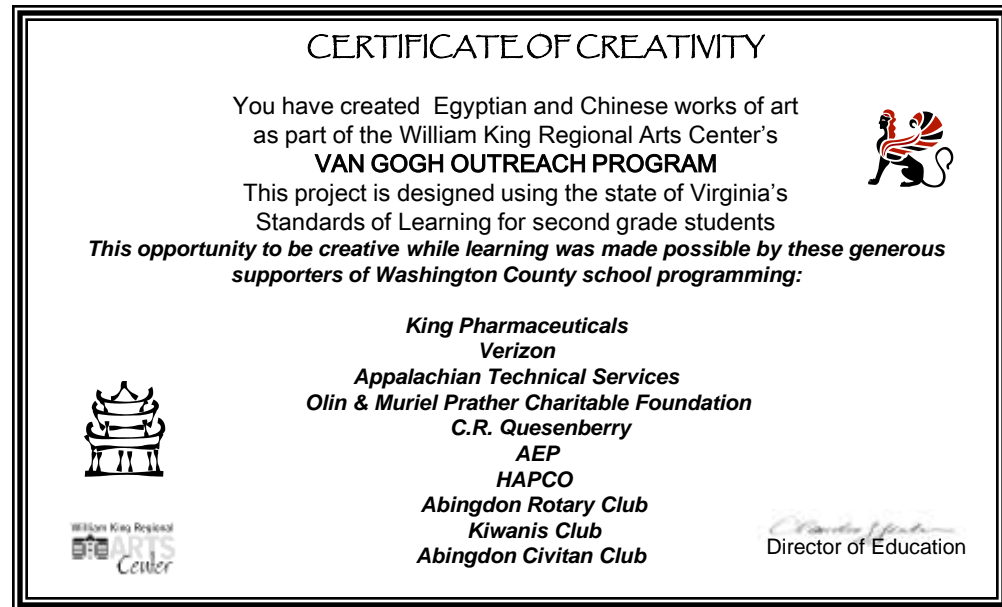 CERTIFICATE OF CREATIVITY
You have created Egyptian and Chinese works of art
as part of the William King Regional Arts Center’s
VAN GOGH OUTREACH PROGRAM
This project is designed using the state of Virginia’s
Standards of Learning for second grade students
This opportunity to be creative while learning was made possible by these generous
supporters of Washington County school programming:
King Pharmaceuticals
Verizon
Appalachian Technical Services
Olin & Muriel Prather Charitable Foundation
C.R. Quesenberry
AEP
HAPCO
Abingdon Rotary Club
Kiwanis Club
Abingdon Civitan Club
William King Regional
ARTS
Center
Director of Education